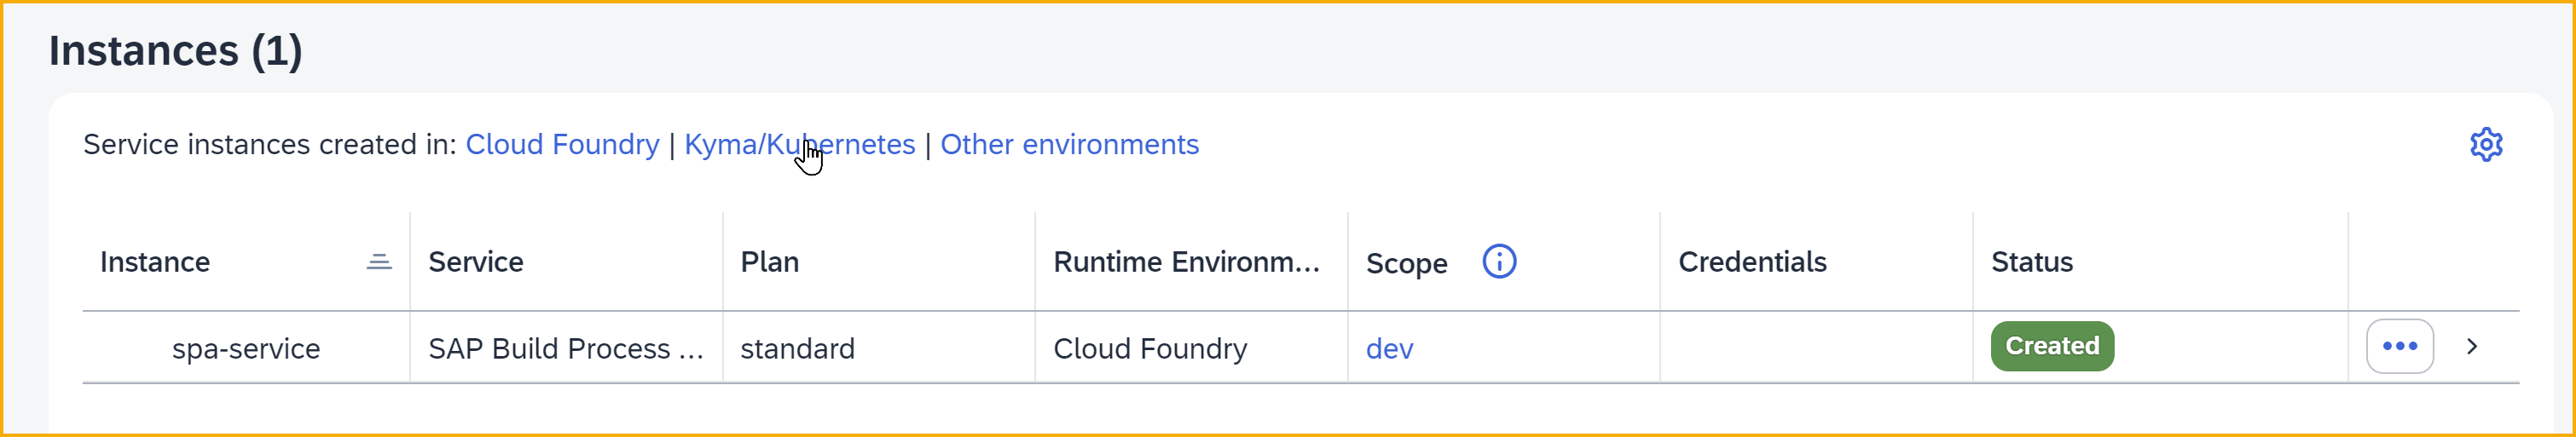 Instances (1)
Service instances created in: Cloud Foundry | Kyma/Kubernetes | Other environments
Instance Service Plan Runtime Environm... Scope Credentials Status
spa-service SAP Build Process ... standard Cloud Foundry dev Created